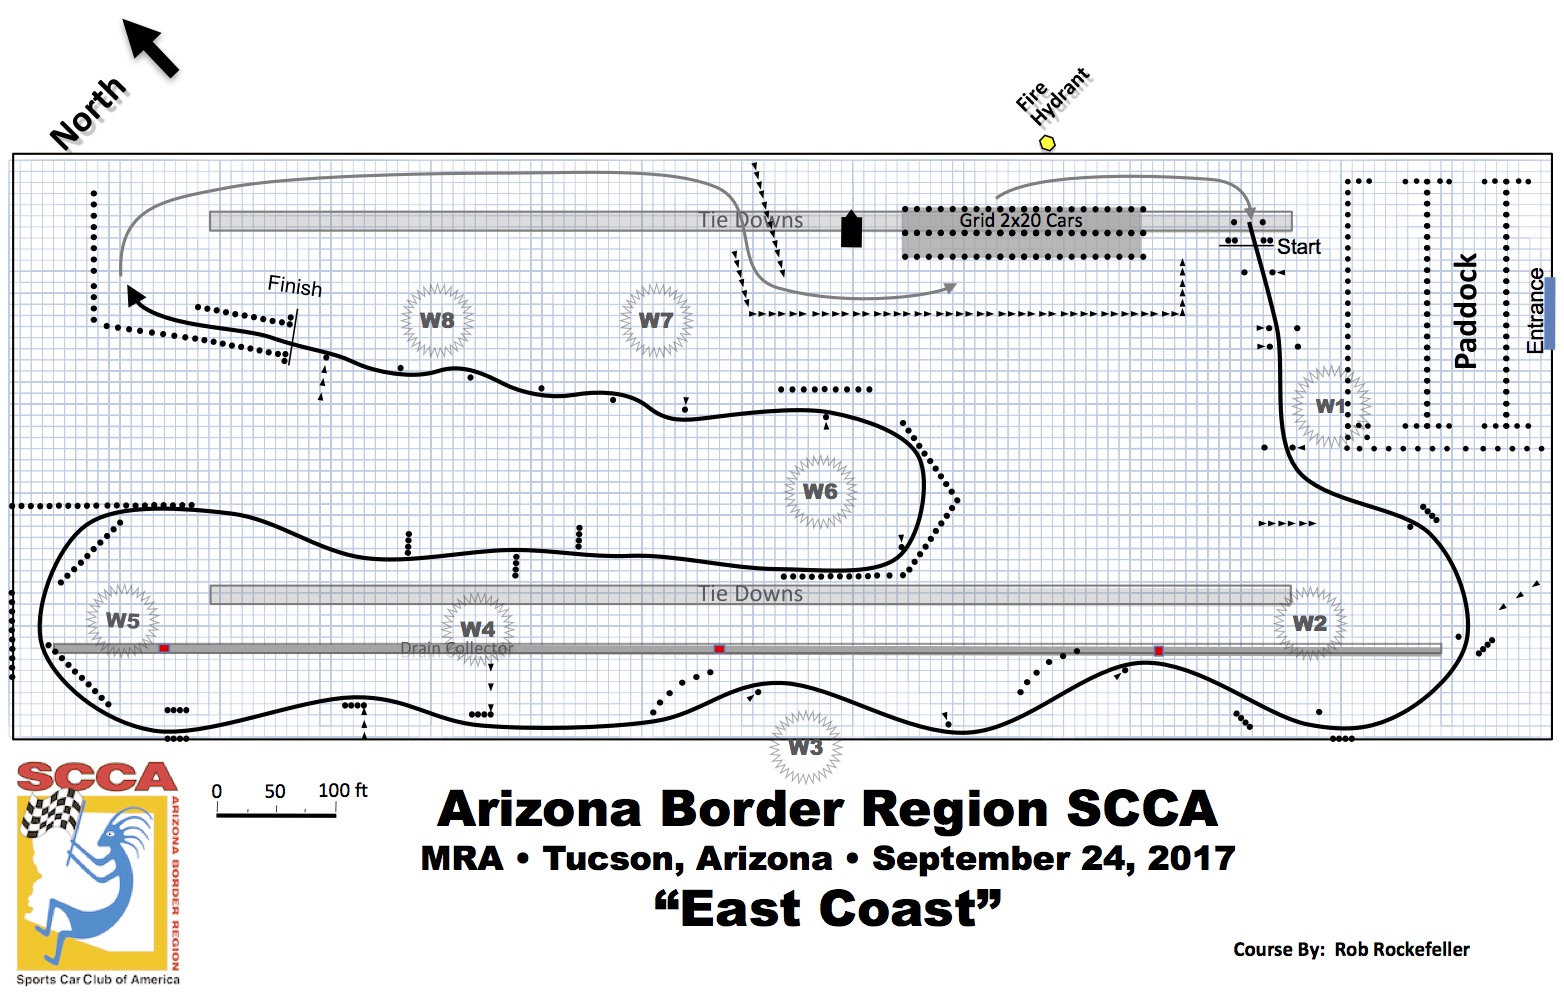 North
Fire
Hydrant
Tie Downs
Grid 2x20 Cars
Start
Paddock
Entrance
Finish
W8
W7
W1
W6
Tie Downs
W5
W4
W2
Drain Collector
W3
SCCA
ARIZONA BORDER REGION
Sports Car Club of America
0 50 100 ft
Arizona Border Region SCCA
MRA • Tucson, Arizona • September 24, 2017
“East Coast”
Course By: Rob Rockefeller